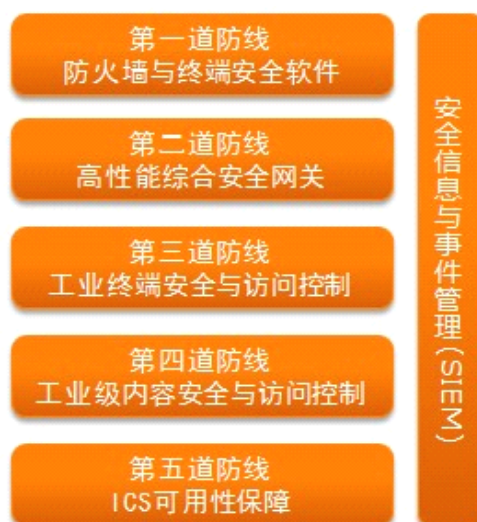 第一道防线
防火墙与终端安全软件
第二道防线
高性能综合安全网关
第三道防线
工业终端安全与访问控制
第四道防线
工业级内容安全与访问控制
第五道防线
ICS可用性保障
安全信息与事件管理(SIEM)